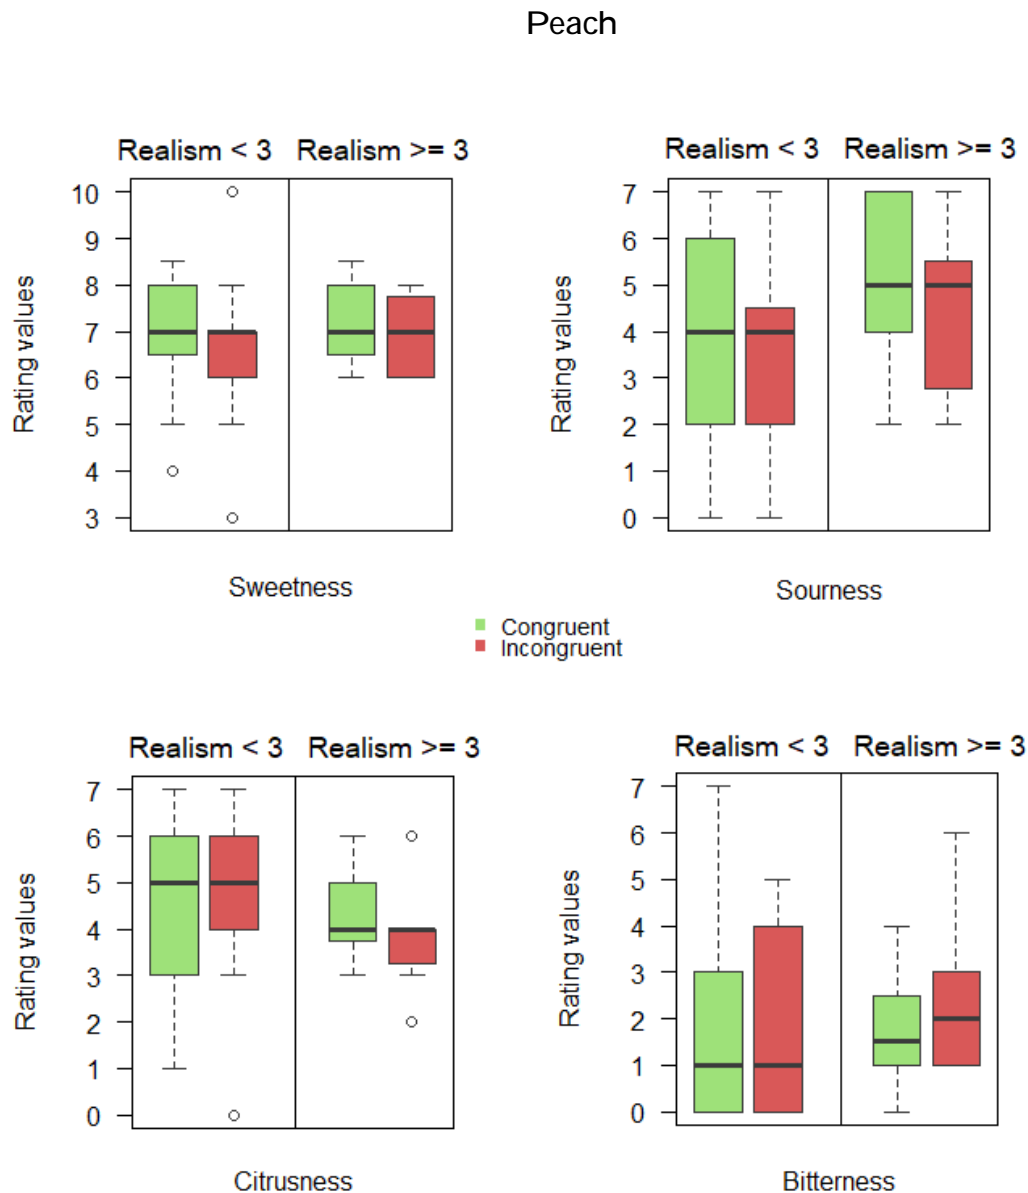 Peach
Realism < 3 Realism >= 3
10
9
8
7
6
5
4
3
Rating values
Sweetness
Realism < 3 Realism >= 3
7
6
5
4
3
2
1
0
Rating values
Sourness
Congruent
Incongruent
Realism < 3 Realism >= 3
7
6
5
4
3
2
1
0
Rating values
Citrusness
Realism < 3 Realism >= 3
7
6
5
4
3
2
1
0
Rating values
Bitterness